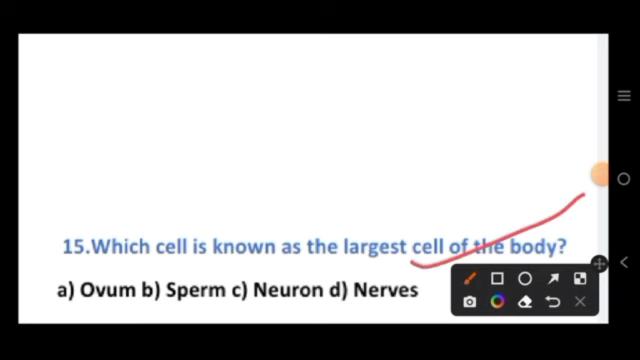 15.Which cell is known as the largest cell of the body?
a) Ovum b) Sperm c) Neuron d) Nerves